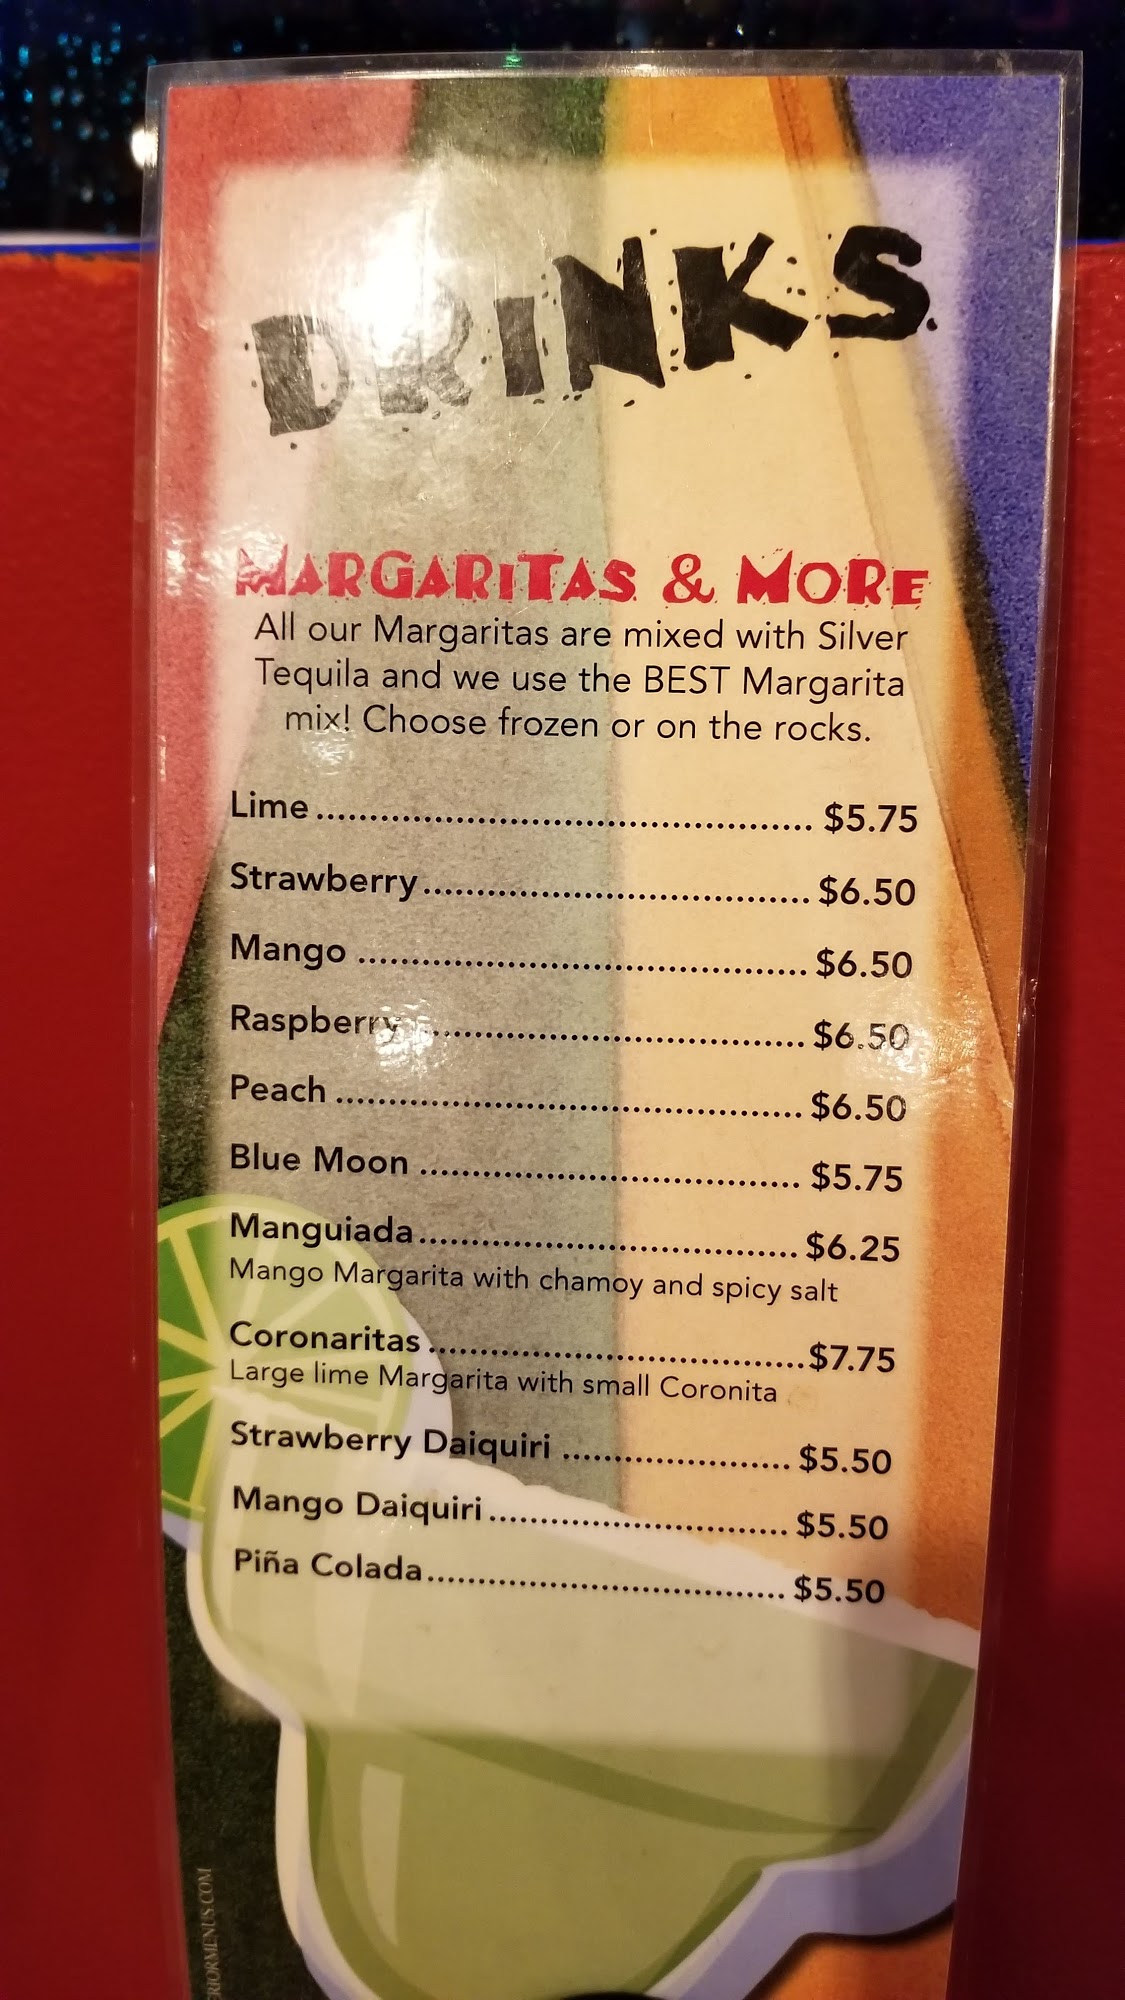 DRINKS
MARGARITAS & MORE
All our Margaritas are mixed with Silver
Tequila and we use the BEST Margarita
mix! Choose frozen or on the rocks.
Lime ............................................... $5.75
Strawberry.................................... $6.50
Mango .......................................... $6.50
Raspberry .................................... $6.50
Peach ............................................ $6.50
Blue Moon .................................... $5.75
Manguiada.................................... $6.25
Mango Margarita with chamoy and spicy salt
Coronaritas ...................................$7.75
Large lime Margarita with small Coronita
Strawberry Daiquiri ...................... $5.50
Mango Daiquiri ............................. $5.50
Piña Colada................................... $5.50